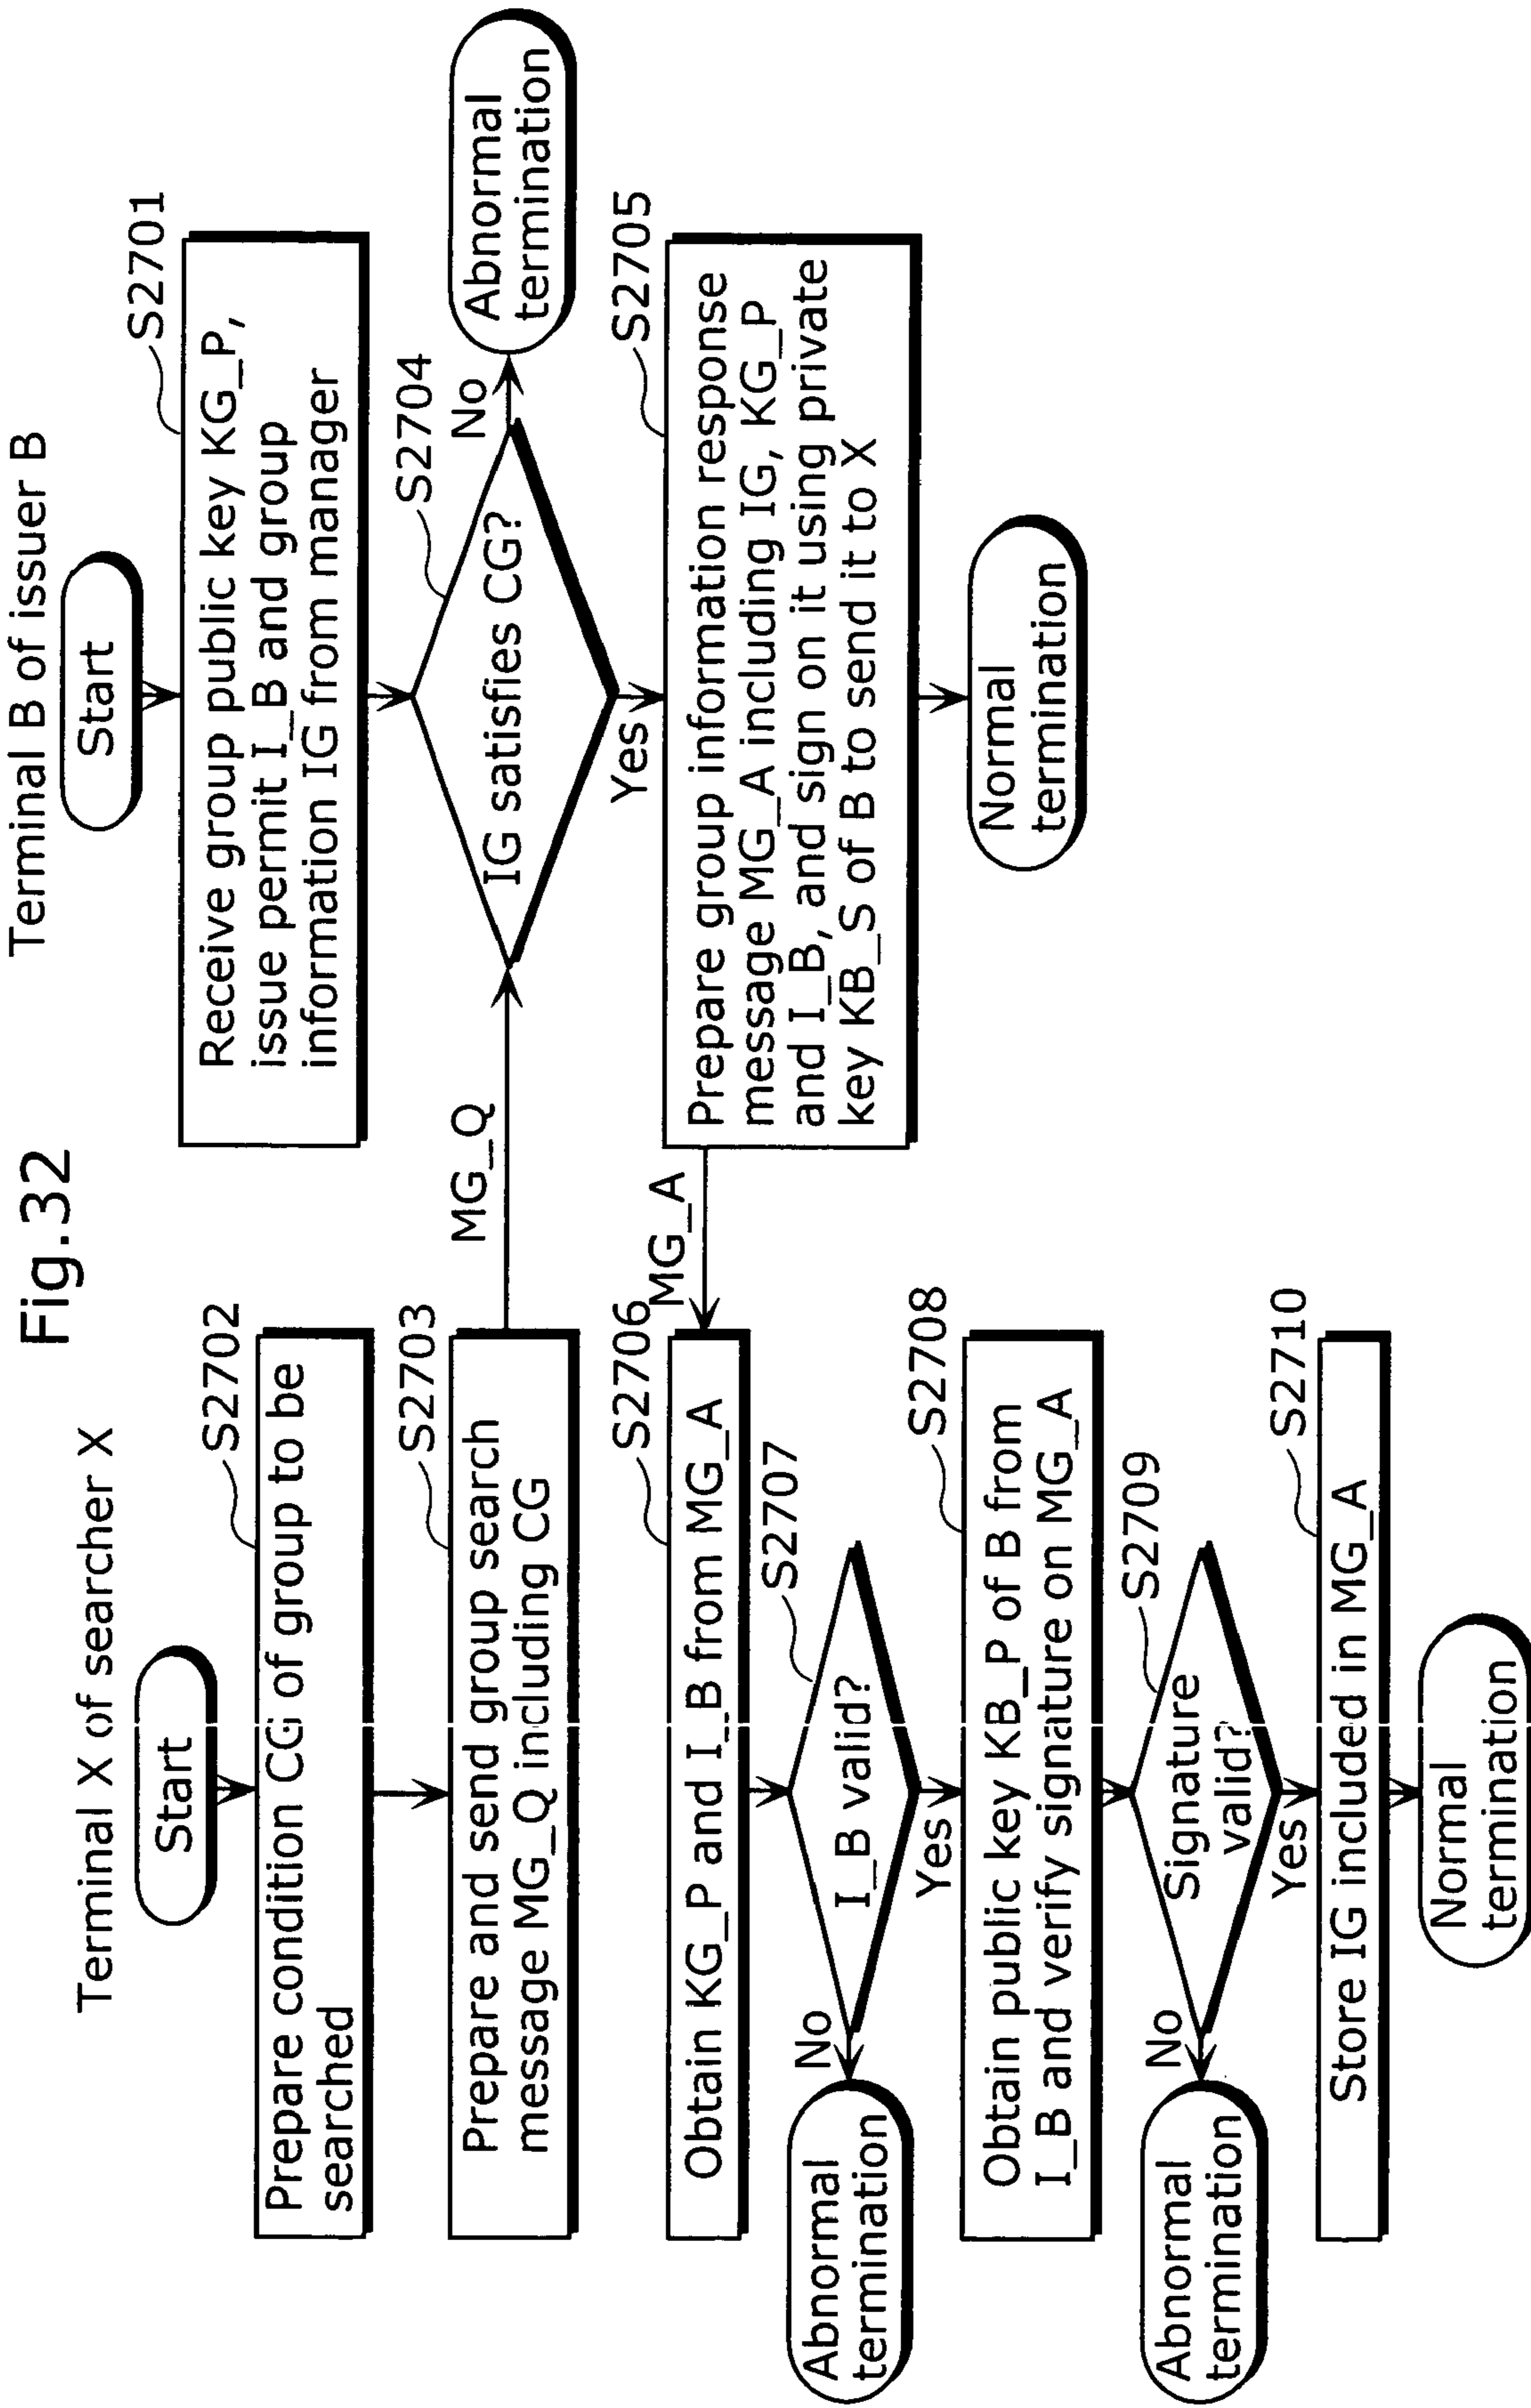 Fig.32
Terminal X of searcher X
Start
S2702
Prepare condition CG of group to be
searched
S2703
Prepare and send group search
message MG_Q including CG
MG_Q
S2706
Obtain KG_P and I_B from MG_A
MG_A
S2707
I_B valid?
No
Abnormal
termination
Yes
S2708
Obtain public key KB_P of B from
I_B and verify signature on MG_A
S2709
Signature
valid?
No
Abnormal
termination
Yes
S2710
Store IG included in MG_A
Normal
termination
Terminal B of issuer B
Start
S2701
Receive group public key KG_P,
issue permit I_B and group
information IG from manager
S2704
IG satisfies CG?
No
Abnormal
termination
Yes
S2705
Prepare group information response
message MG_A including IG, KG_P
and I_B, and sign on it using private
key KB_S of B to send it to X
Normal
termination